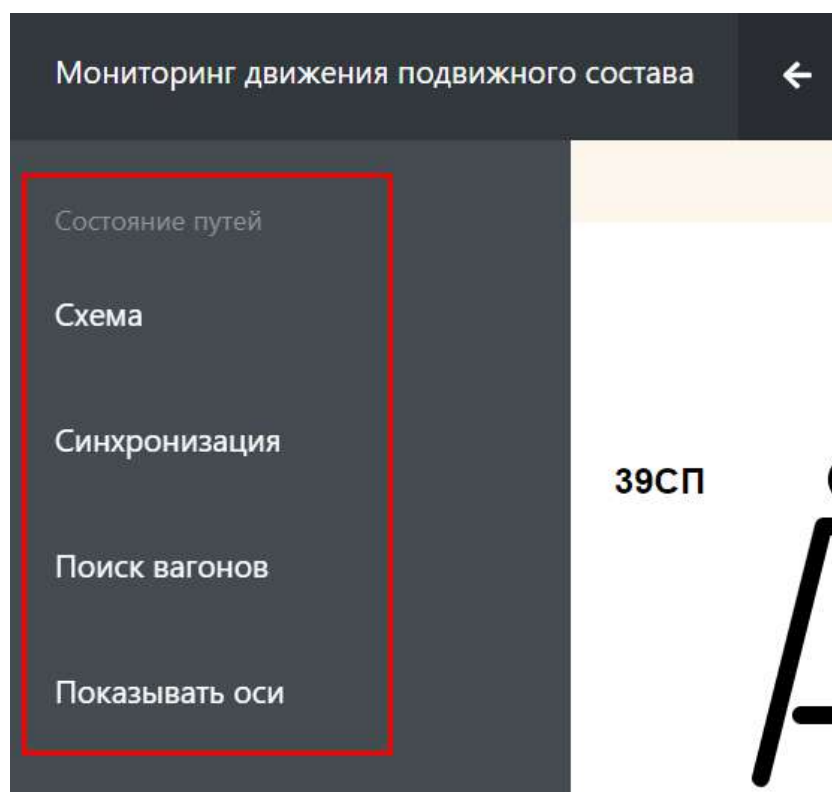 Мониторинг движения подвижного состава
Состояние путей
Схема
Синхронизация
39СП
Поиск вагонов
Показывать оси